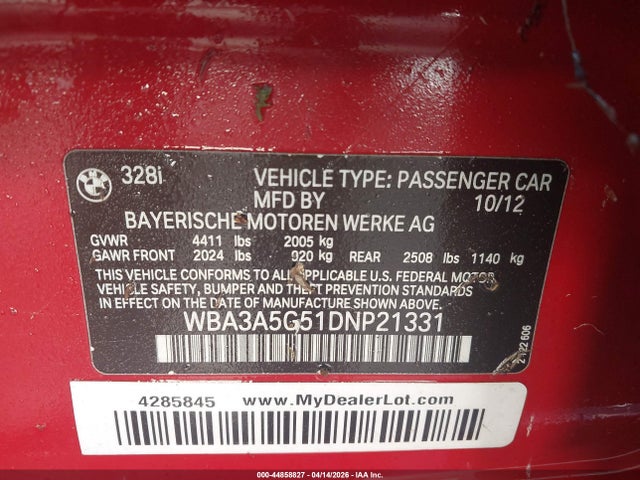 BMW
328i VEHICLE TYPE: PASSENGER CAR
MFD BY 10/12
BAYERISCHE MOTOREN WERKE AG
GVWR 4411 lbs 2005 kg
GAWR FRONT 2024 lbs 920 kg REAR 2508 lbs 1140 kg
THIS VEHICLE CONFORMS TO ALL APPLICABLE U.S. FEDERAL MOTOR
VEHICLE SAFETY, BUMPER, AND THEFT PREVENTION STANDARDS
IN EFFECT ON THE DATE OF MANUFACTURE SHOWN ABOVE.
WBA3A5G51DNP21331
2122 606
4285845 www.MyDealerLot.com
000-44858827 - 04/14/2026 - IAA Inc.